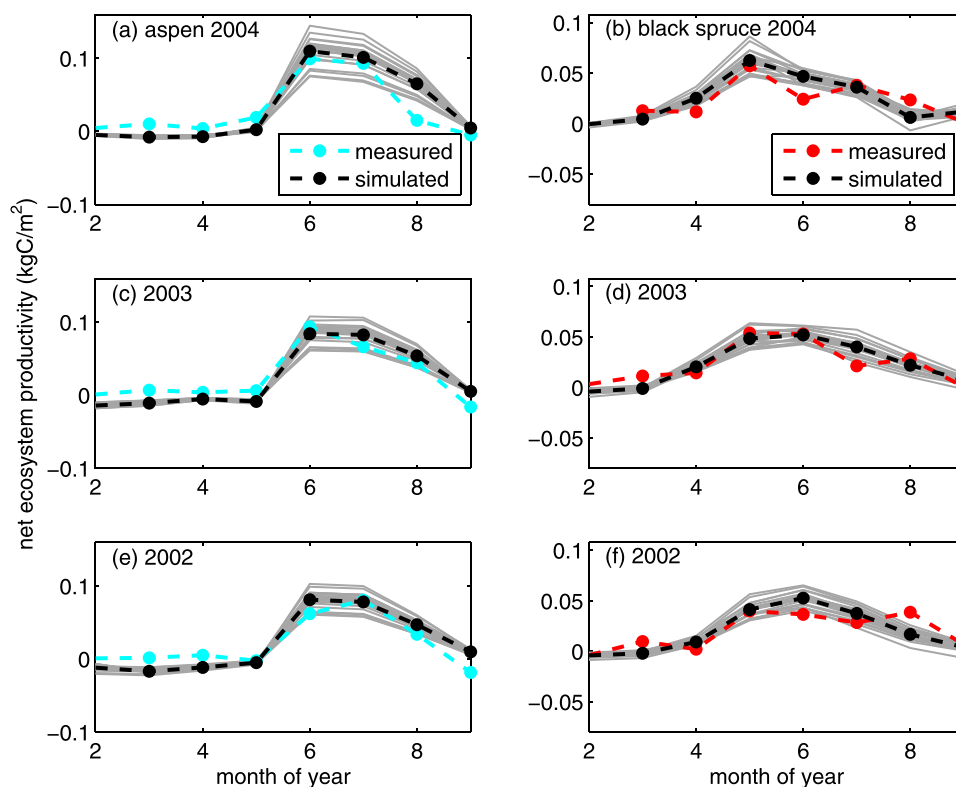 (a) aspen 2004
0.1
0
−0.1
measured
simulated
2 4 6 8
(b) black spruce 2004
0.1
0.05
0
−0.05
measured
simulated
2 4 6 8
net ecosystem productivity (kgC/m²)
(c) 2003
0.1
0
−0.1
2 4 6 8
(d) 2003
0.1
0.05
0
−0.05
2 4 6 8
(e) 2002
0.1
0
−0.1
2 4 6 8
month of year
(f) 2002
0.1
0.05
0
−0.05
2 4 6 8
month of year